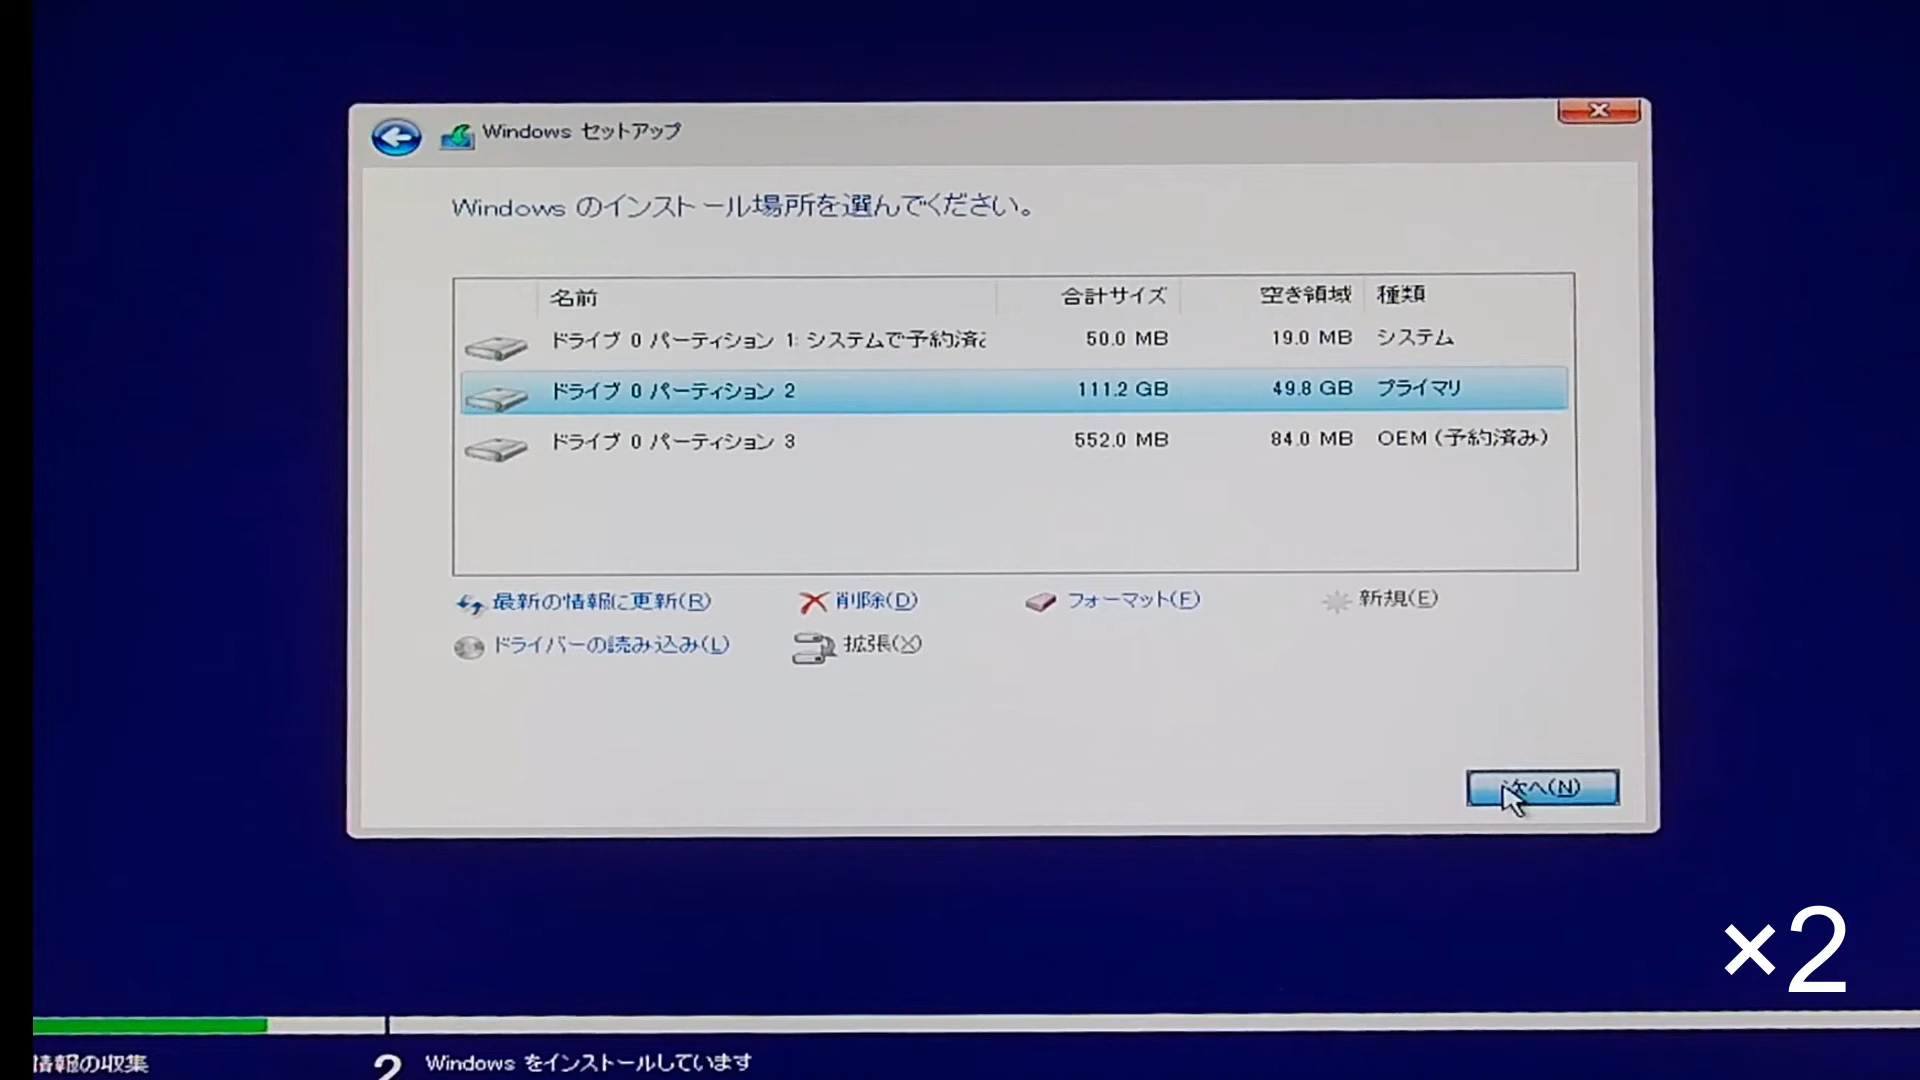 Windows セットアップ
Windows のインストール場所を選んでください。
名前 合計サイズ 空き領域 種類
ドライブ 0 パーティション 1: システムで予約済 50.0 MB 19.0 MB システム
ドライブ 0 パーティション 2 111.2 GB 49.8 GB プライマリ
ドライブ 0 パーティション 3 552.0 MB 84.0 MB OEM (予約済み)
最新の情報に更新(R) 削除(D) フォーマット(F) 新規(E)
ドライバーの読み込み(L) 拡張(X)
次へ(N)
×2
情報の収集 2 Windows をインストールしています